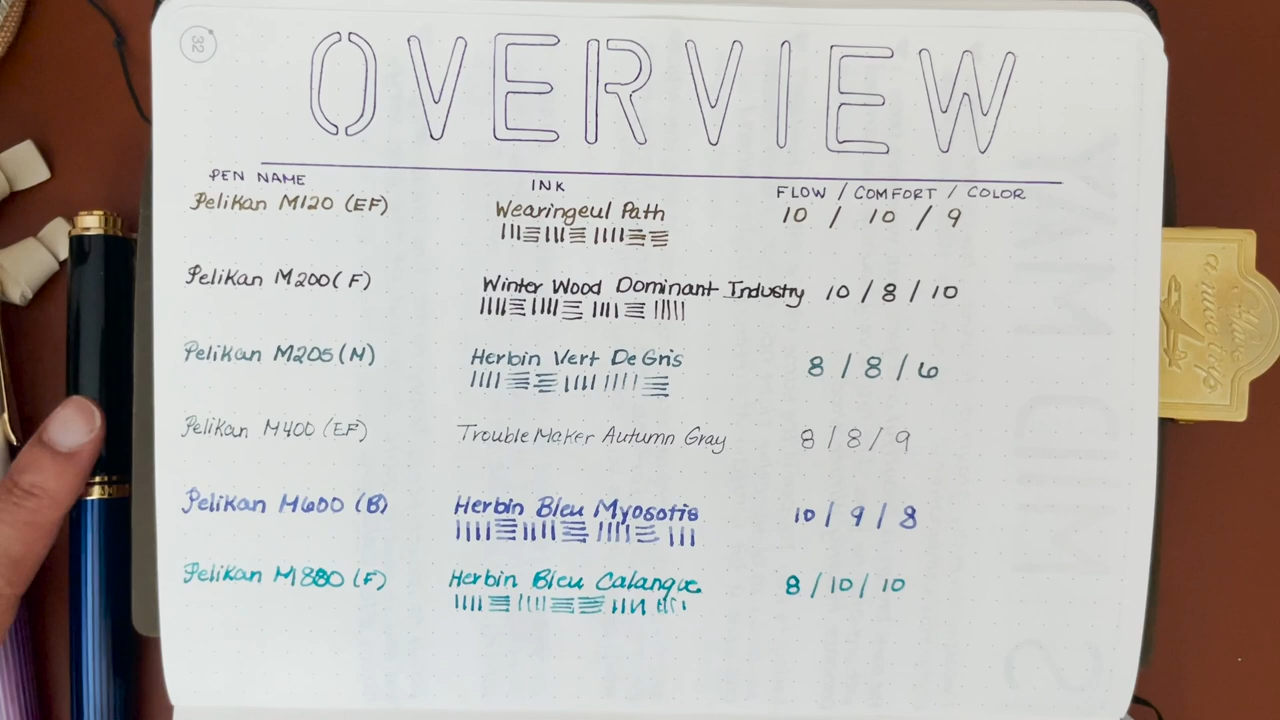 32
OVERVIEW
PEN NAME INK FLOW / COMFORT / COLOR
Pelikan M120 (EF) Wearingeul Path 10 / 10 / 9
Pelikan M200 (F) Winter Wood Dominant Industry 10 / 8 / 10
Pelikan M205 (M) Herbin Vert De Gris 8 / 8 / 6
Pelikan M400 (EF) TroubleMaker Autumn Gray 8 / 8 / 9
Pelikan M600 (B) Herbin Bleu Myosotis 10 / 9 / 8
Pelikan M880 (F) Herbin Bleu Calanque 8 / 10 / 10
a nice trip